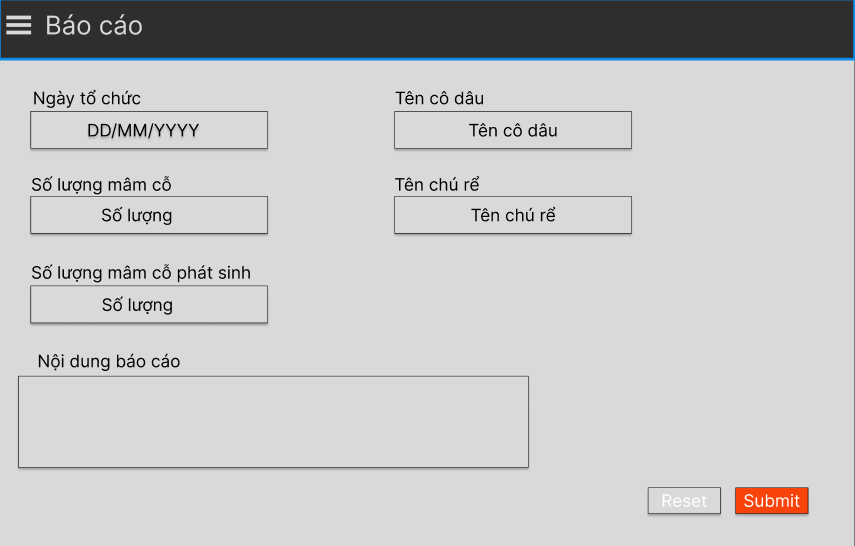 Báo cáo
Ngày tổ chức
Tên cô dâu
DD/MM/YYYY
Tên cô dâu
Số lượng mâm cỗ
Tên chú rể
Số lượng
Tên chú rể
Số lượng mâm cỗ phát sinh
Số lượng
Nội dung báo cáo
Reset
Submit